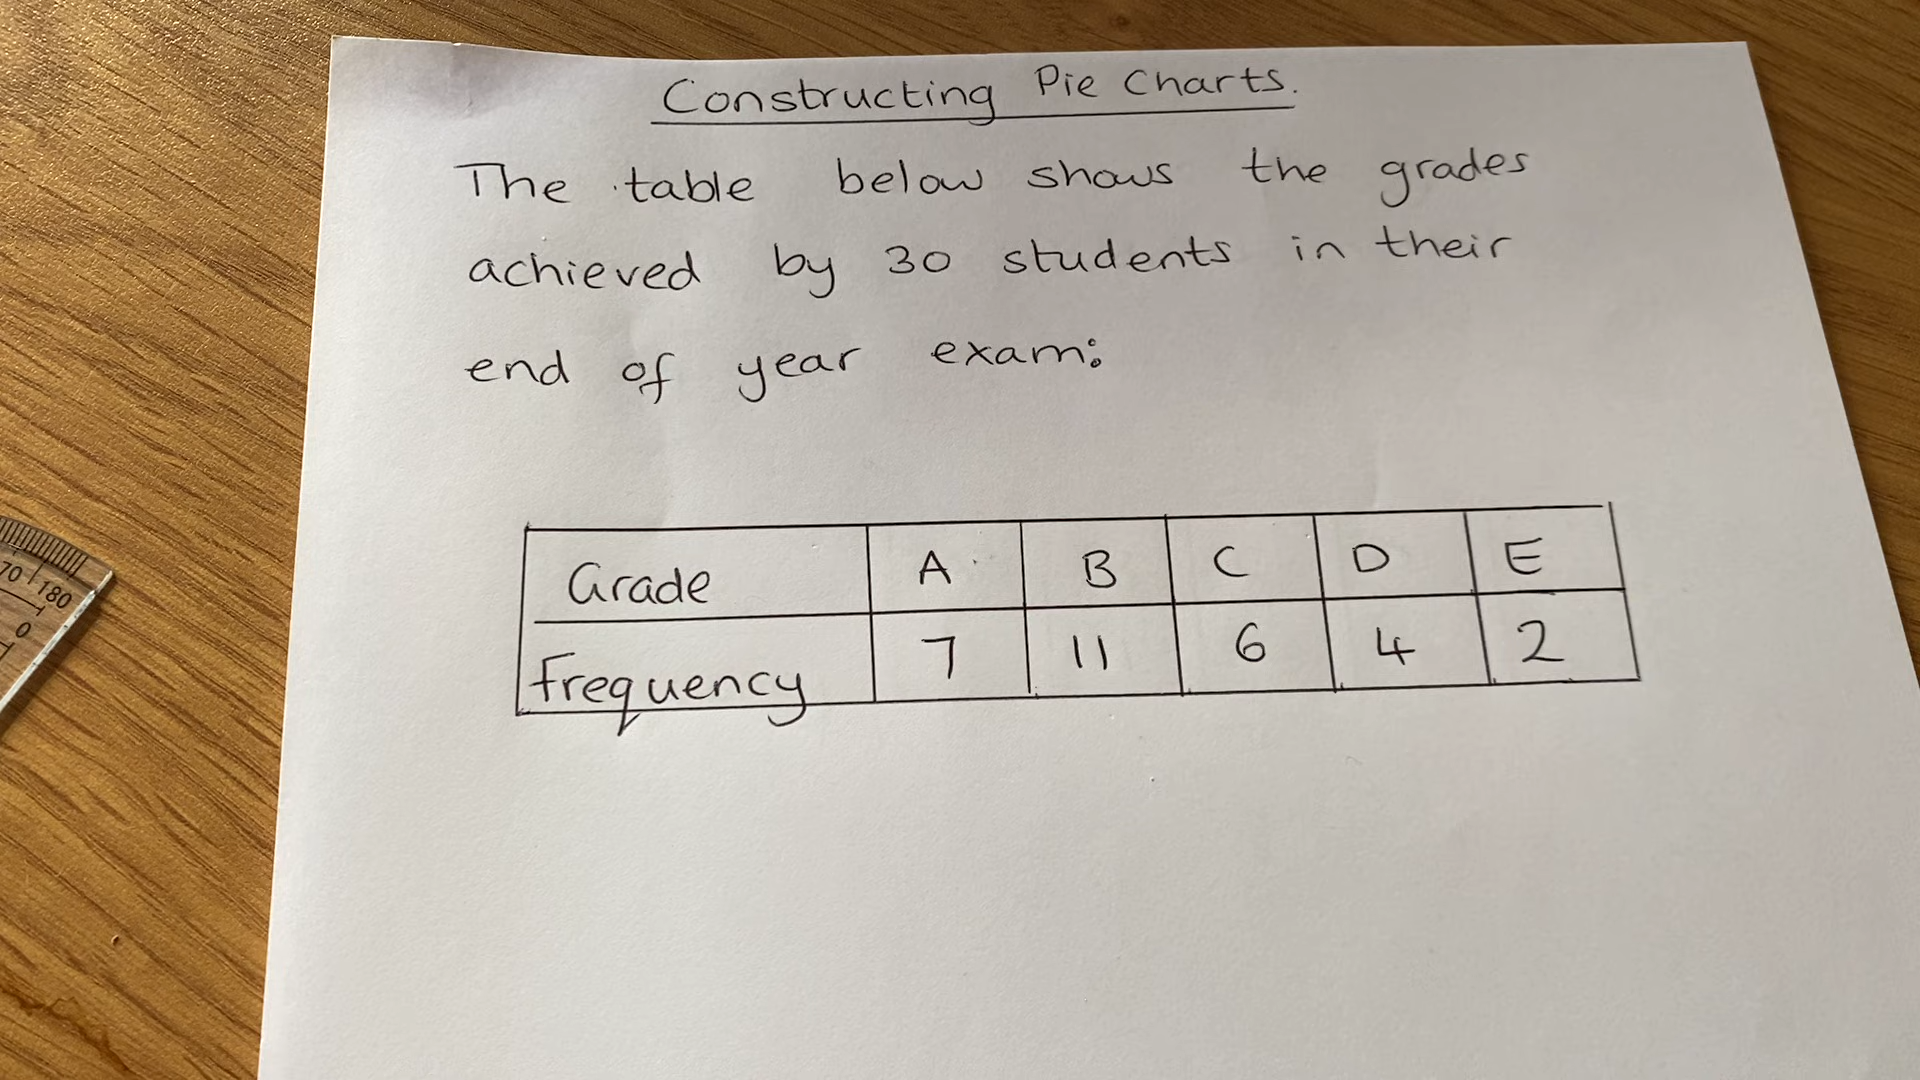 Constructing Pie Charts.
The table below shows the grades
achieved by 30 students in their
end of year exam:
Grade A B C D E
Frequency 7 11 6 4 2
70 180
0